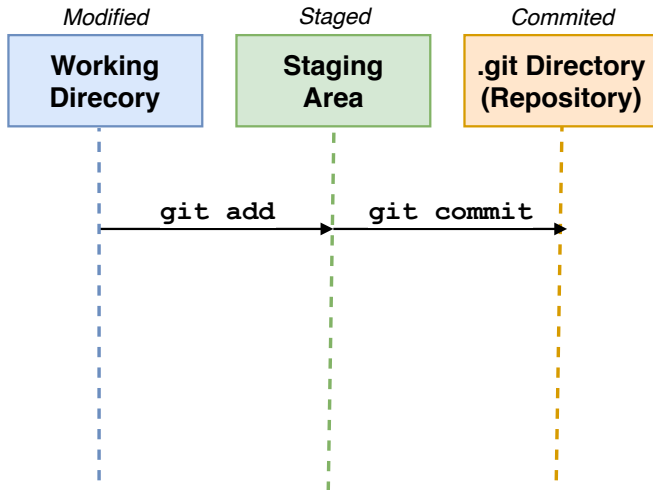 Modified
Staged
Commited
Working
Direcory
Staging
Area
.git Directory
(Repository)
git add
git commit